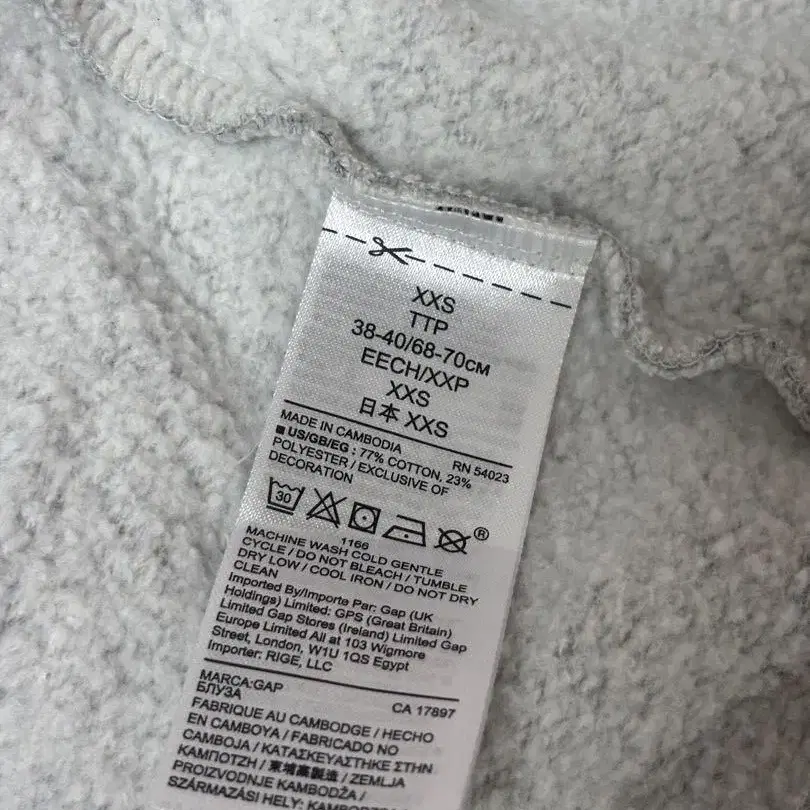 XXS
TTP
38-40/68-70CM
EECH/XXP
XXS
日本 XXS
MADE IN CAMBODIA RN 54023
■ US/GB/EG : 77% COTTON, 23%
POLYESTER / EXCLUSIVE OF
DECORATION
30
®
1166
MACHINE WASH COLD GENTLE
CYCLE / DO NOT BLEACH / TUMBLE
DRY LOW / COOL IRON / DO NOT DRY
CLEAN
Imported By/Importe Par: Gap (UK
Holdings) Limited: GPS (Great Britain)
Limited Gap Stores (Ireland) Limited Gap
Europe Limited All at 103 Wigmore
Street, London, W1U 1QS Egypt
Importer: RIGE, LLC
MARCA:GAP CA 17897
БЛУЗА
FABRIQUE AU CAMBODGE / HECHO
EN CAMBOYA / FABRICADO NO
CAMBOJA / ΚΑΤΑΣΚΕΥΑΣΤΗΚΕ ΣΤΗΝ
ΚΑΜΠΟΤΖΗ / 柬埔寨製造 / ZEMLJA
PROIZVODNJE KAMBODŽA /
SZÁRMAZÁSI HELY: